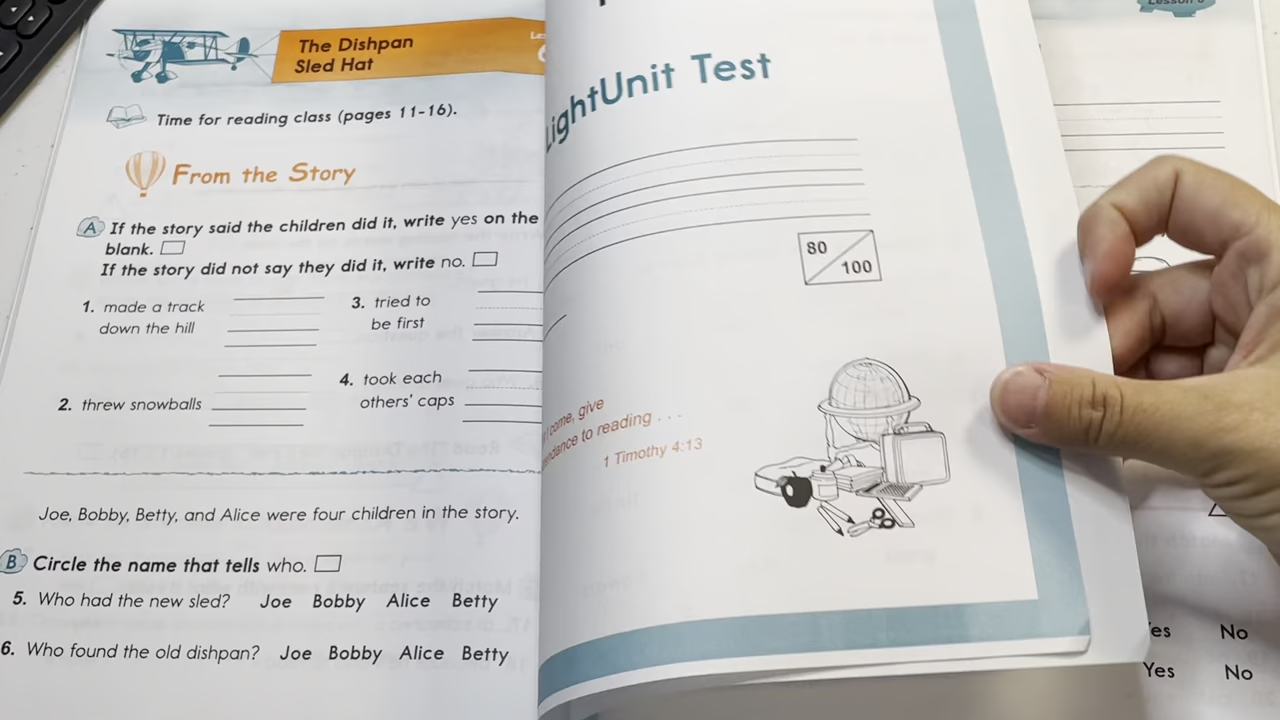 The Dishpan
Sled Hat
Time for reading class (pages 11-16).
From the Story
A If the story said the children did it, write yes on the
blank.
If the story did not say they did it, write no.
1. made a track
down the hill
3. tried to
be first
2. threw snowballs
4. took each
others' caps
Joe, Bobby, Betty, and Alice were four children in the story.
B Circle the name that tells who.
5. Who had the new sled? Joe Bobby Alice Betty
6. Who found the old dishpan? Joe Bobby Alice Betty
LightUnit Test
80
100
come, give
to reading . . .
1 Timothy 4:13
Lesson
Yes No
Yes No